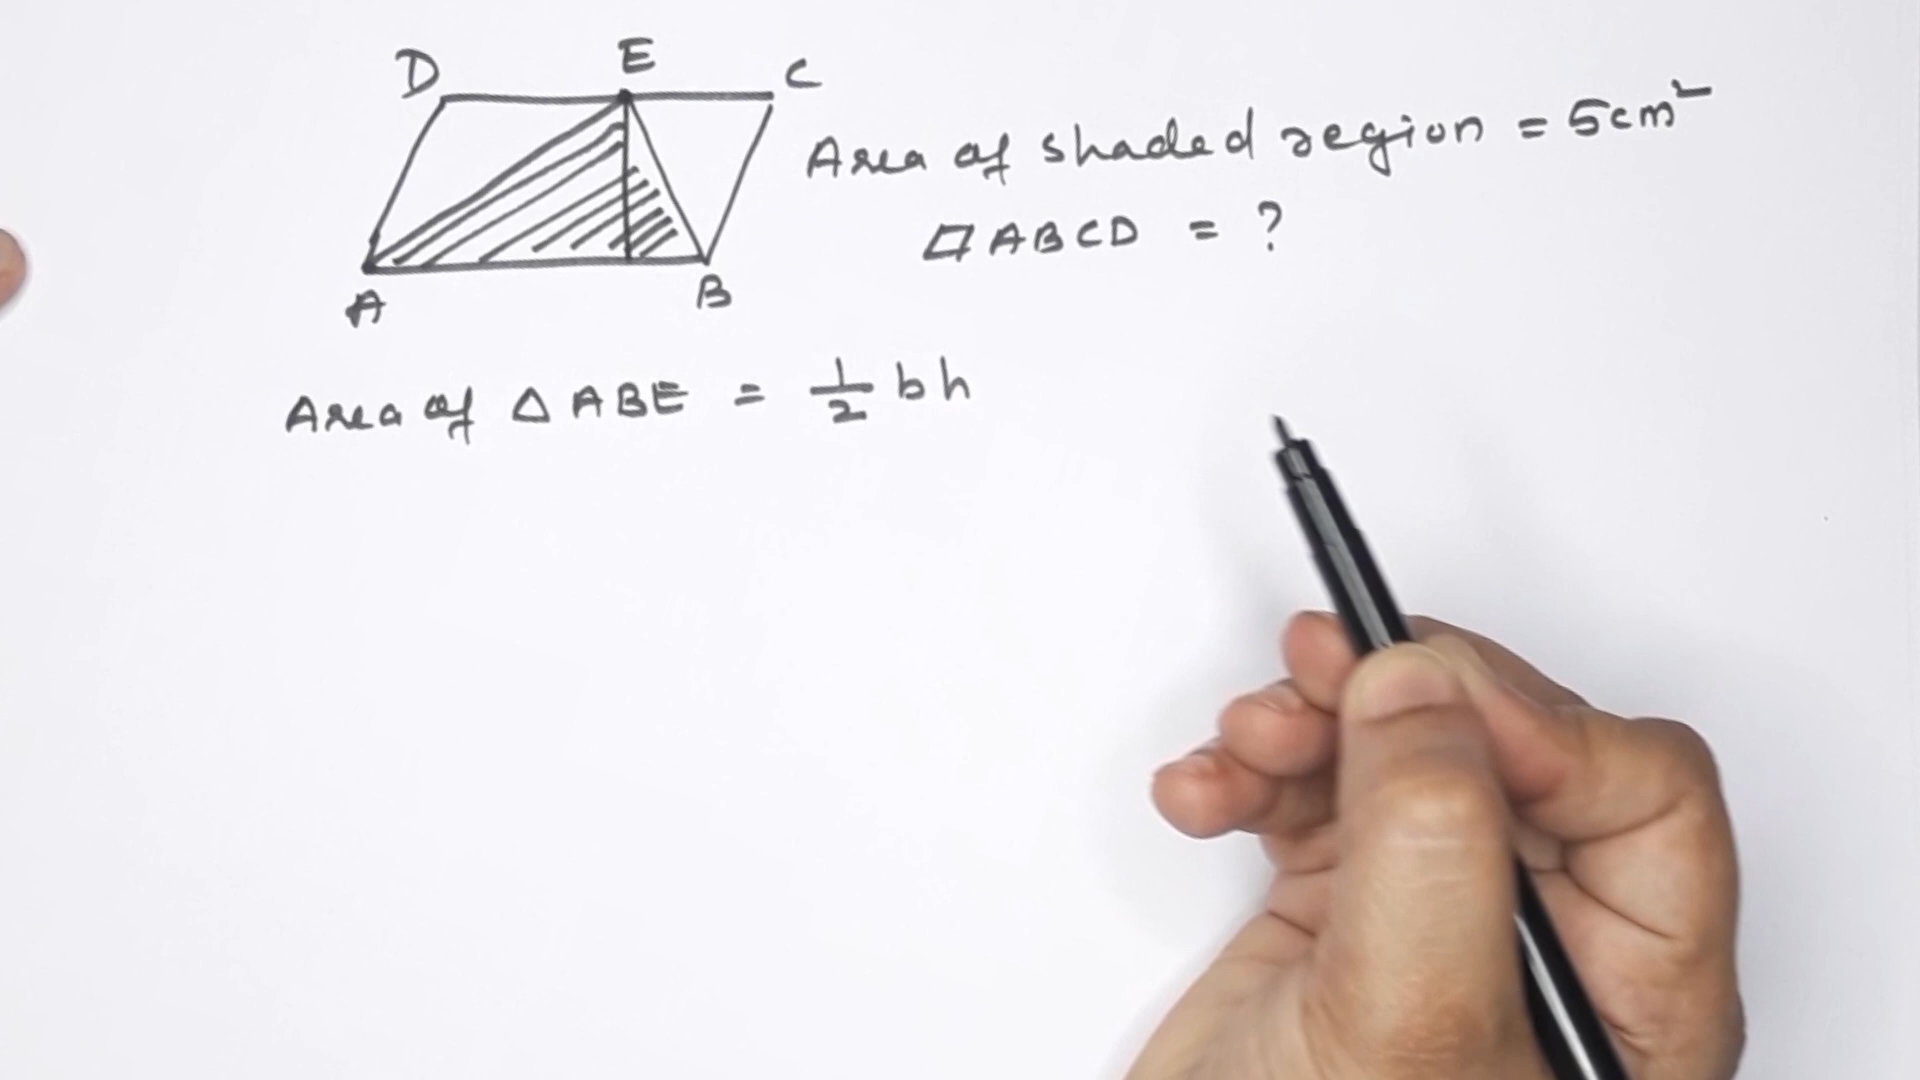 D E C
Area of shaded region = 5cm²
▱ABCD = ?
A B
Area of △ABE = 1/2 bh